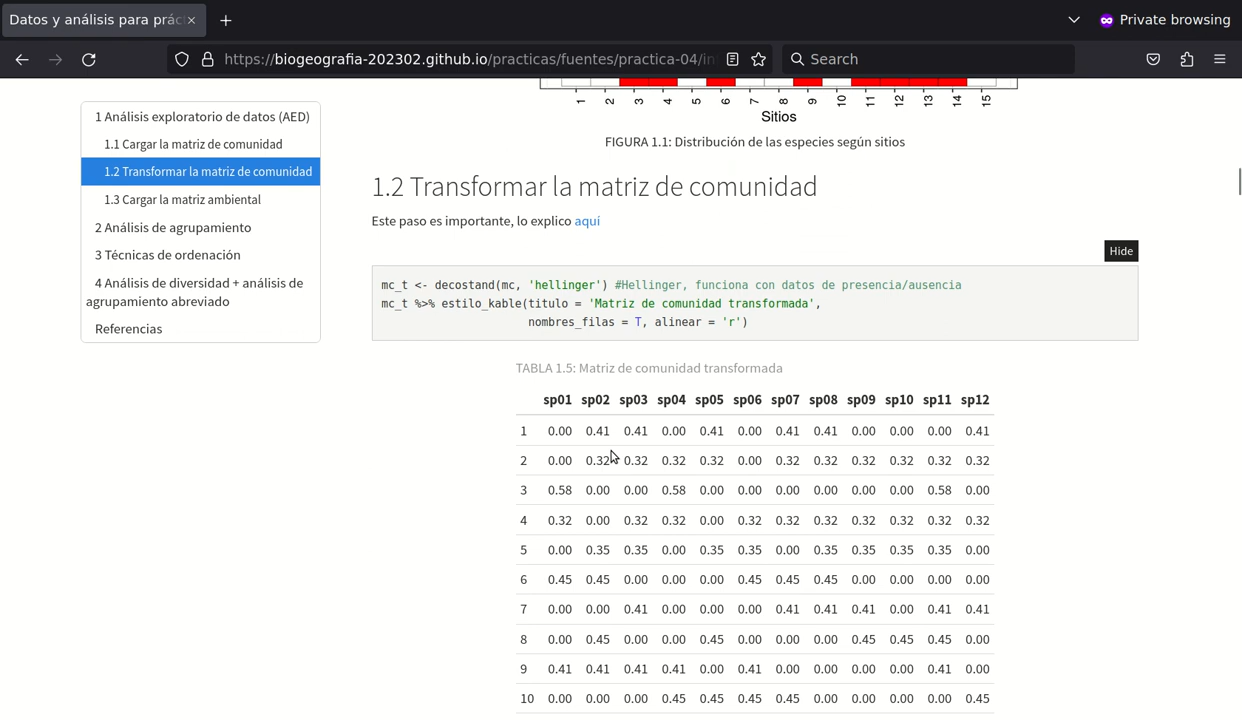 Datos y análisis para prác
Private browsing
https://biogeografia-202302.github.io/practicas/fuentes/practica-04/in
Search
1 Análisis exploratorio de datos (AED)
1.1 Cargar la matriz de comunidad
1.2 Transformar la matriz de comunidad
1.3 Cargar la matriz ambiental
2 Análisis de agrupamiento
3 Técnicas de ordenación
4 Análisis de diversidad + análisis de
agrupamiento abreviado
Referencias
1 2 3 4 5 6 7 8 9 10 11 12 13 14 15
Sitios
FIGURA 1.1: Distribución de las especies según sitios
1.2 Transformar la matriz de comunidad
Este paso es importante, lo explico aquí
Hide
mc_t <- decostand(mc, 'hellinger') #Hellinger, funciona con datos de presencia/ausencia
mc_t %>% estilo_kable(titulo = 'Matriz de comunidad transformada',
nombres_filas = T, alinear = 'r')
TABLA 1.5: Matriz de comunidad transformada
sp01 sp02 sp03 sp04 sp05 sp06 sp07 sp08 sp09 sp10 sp11 sp12
1 0.00 0.41 0.41 0.00 0.41 0.00 0.41 0.41 0.00 0.00 0.00 0.41
2 0.00 0.32 0.32 0.32 0.32 0.00 0.32 0.32 0.32 0.32 0.32 0.32
3 0.58 0.00 0.00 0.58 0.00 0.00 0.00 0.00 0.00 0.00 0.58 0.00
4 0.32 0.00 0.32 0.32 0.00 0.32 0.32 0.32 0.32 0.32 0.32 0.32
5 0.00 0.35 0.35 0.00 0.35 0.35 0.00 0.35 0.35 0.35 0.35 0.00
6 0.45 0.45 0.00 0.00 0.00 0.45 0.45 0.45 0.00 0.00 0.00 0.00
7 0.00 0.00 0.41 0.00 0.00 0.00 0.41 0.41 0.41 0.00 0.41 0.41
8 0.00 0.45 0.00 0.00 0.45 0.00 0.00 0.00 0.45 0.45 0.45 0.00
9 0.41 0.41 0.41 0.41 0.00 0.41 0.00 0.00 0.00 0.00 0.41 0.00
10 0.00 0.00 0.00 0.45 0.45 0.45 0.45 0.00 0.00 0.00 0.00 0.45